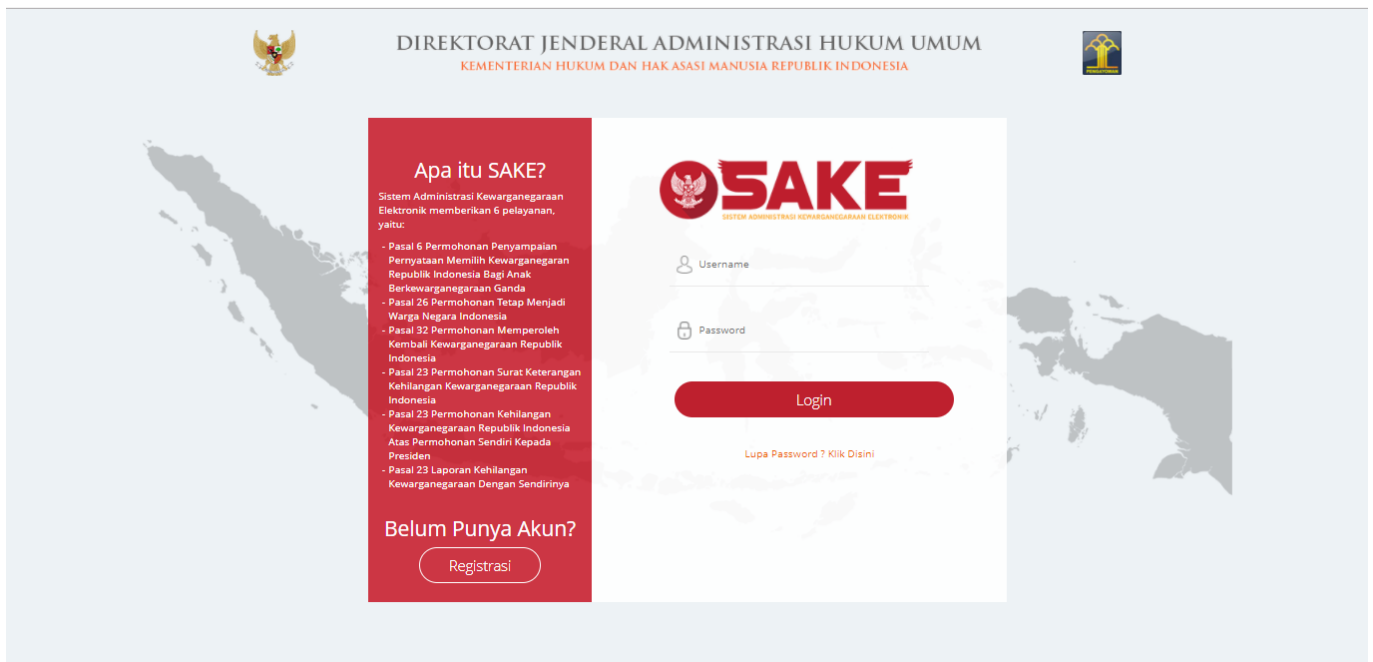 DIREKTORAT JENDERAL ADMINISTRASI HUKUM UMUM
KEMENTERIAN HUKUM DAN HAK ASASI MANUSIA REPUBLIK INDONESIA
PENGAYOMAN
Apa itu SAKE?
Sistem Administrasi Kewarganegaraan
Elektronik memberikan 6 pelayanan,
yaitu:
- Pasal 6 Permohonan Penyampaian
Pernyataan Memilih Kewarganegaran
Republik Indonesia Bagi Anak
Berkewarganegaraan Ganda
- Pasal 26 Permohonan Tetap Menjadi
Warga Negara Indonesia
- Pasal 32 Permohonan Memperoleh
Kembali Kewarganegaraan Republik
Indonesia
- Pasal 23 Permohonan Surat Keterangan
Kehilangan Kewarganegaraan Republik
Indonesia
- Pasal 23 Permohonan Kehilangan
Kewarganegaraan Republik Indonesia
Atas Permohonan Sendiri Kepada
Presiden
- Pasal 23 Laporan Kehilangan
Kewarganegaraan Dengan Sendirinya
Belum Punya Akun?
Registrasi
SAKE
SISTEM ADMINISTRASI KEWARGANEGARAAN ELEKTRONIK
Username
Password
Login
Lupa Password ? Klik Disini